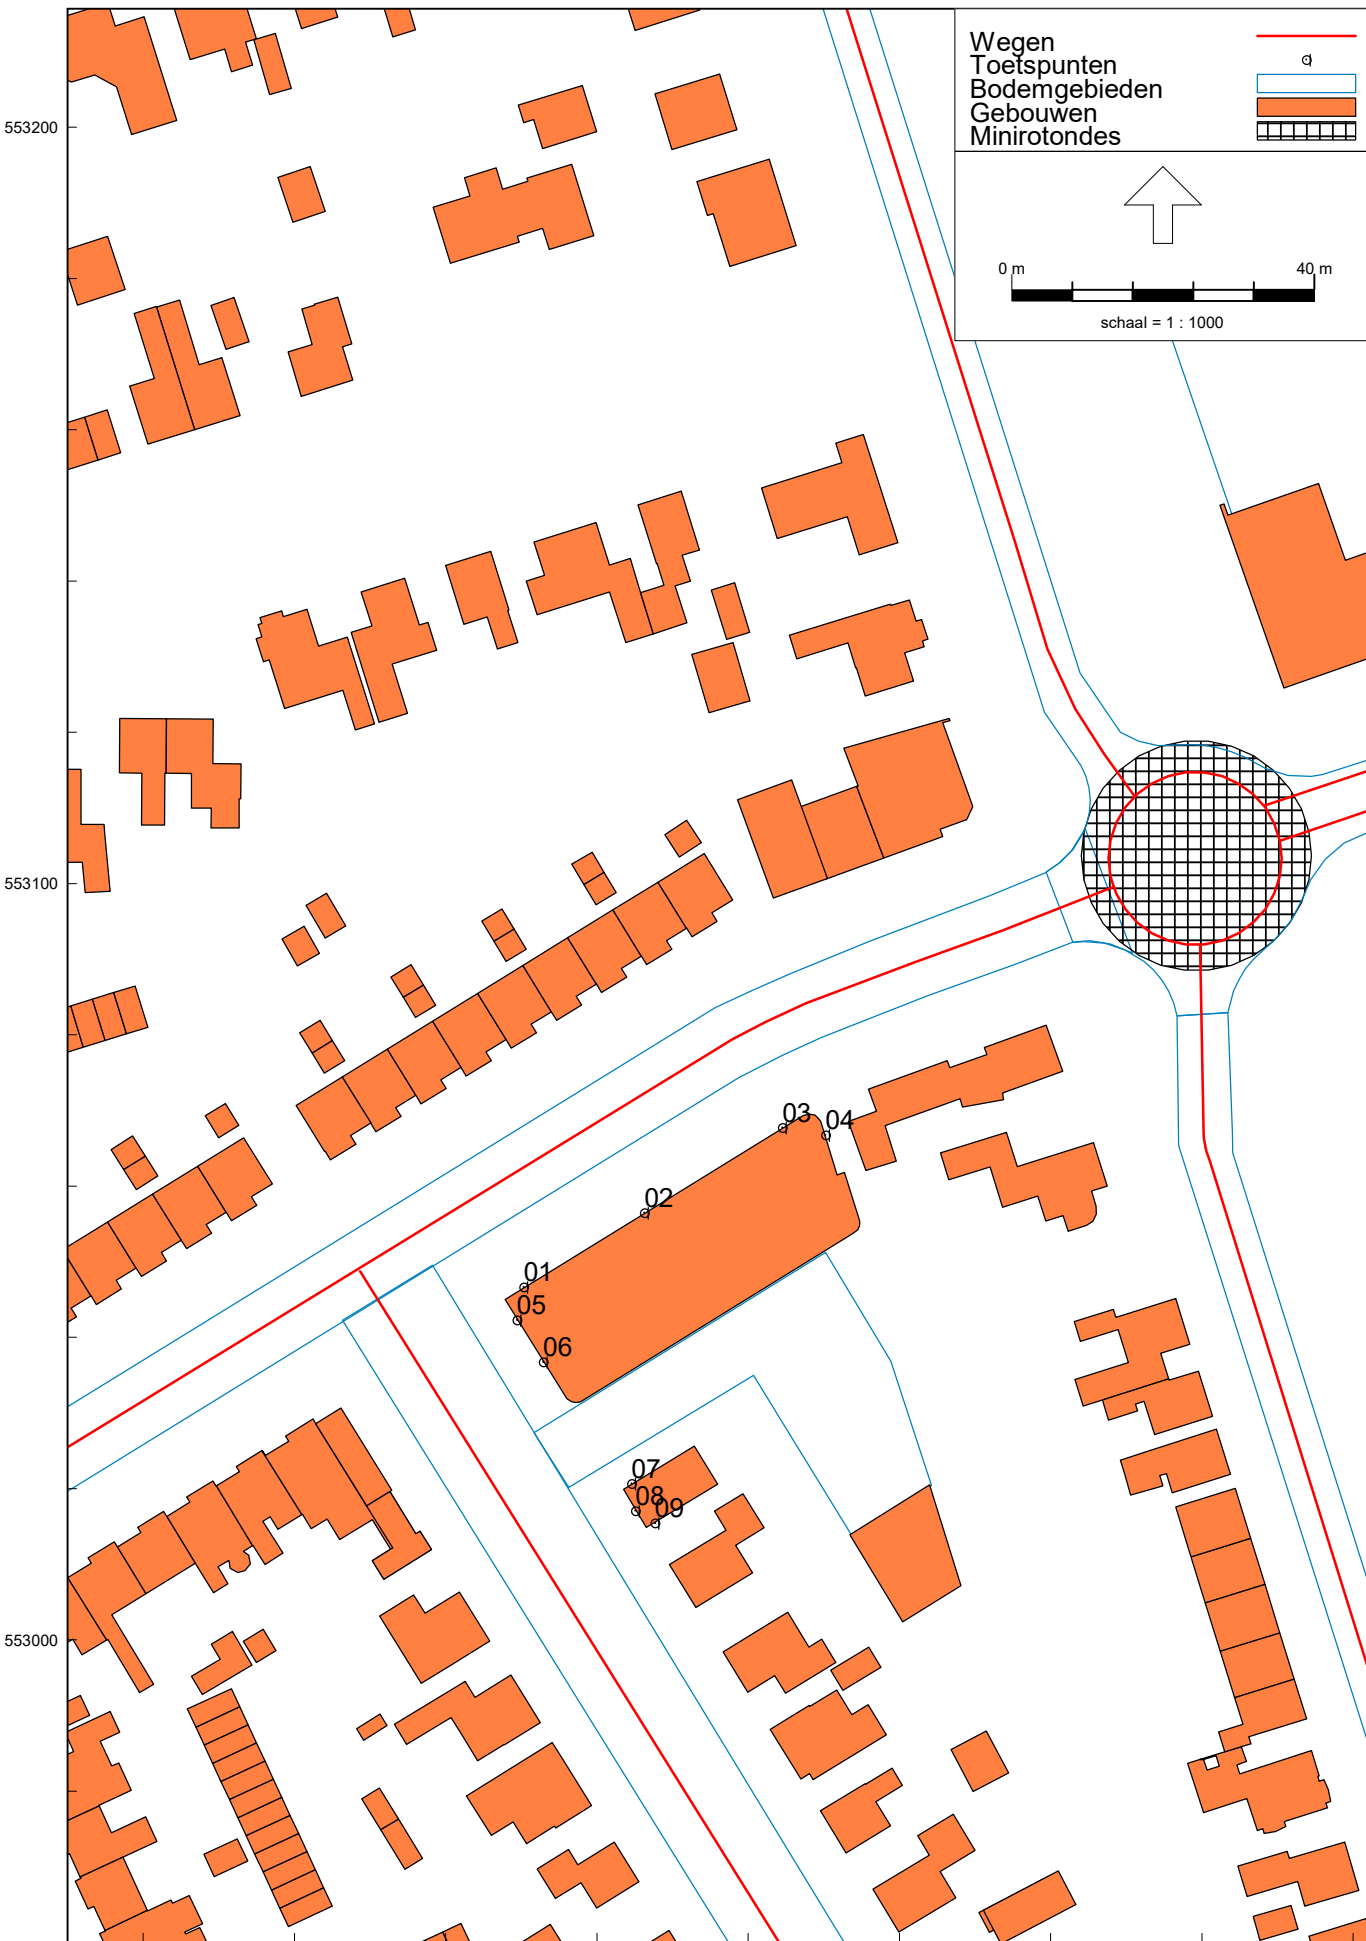 Wegen
Toetspunten
Bodemgebieden
Gebouwen
Minirotondes
0 m 40 m
schaal = 1 : 1000
553200
553100
553000
03
04
02
01
05
06
07
08
09